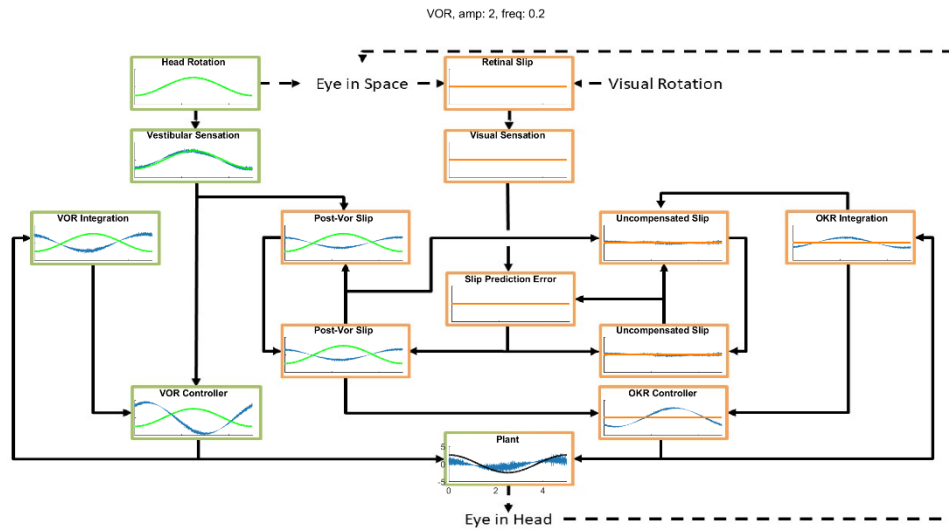 VOR, amp: 2, freq: 0.2
Head Rotation
Eye in Space
Retinal Slip
Visual Rotation
Vestibular Sensation
Visual Sensation
VOR Integration
Post-Vor Slip
Uncompensated Slip
OKR Integration
Slip Prediction Error
Post-Vor Slip
Uncompensated Slip
VOR Controller
OKR Controller
Plant
5
0
-5
0 2 4
Eye in Head